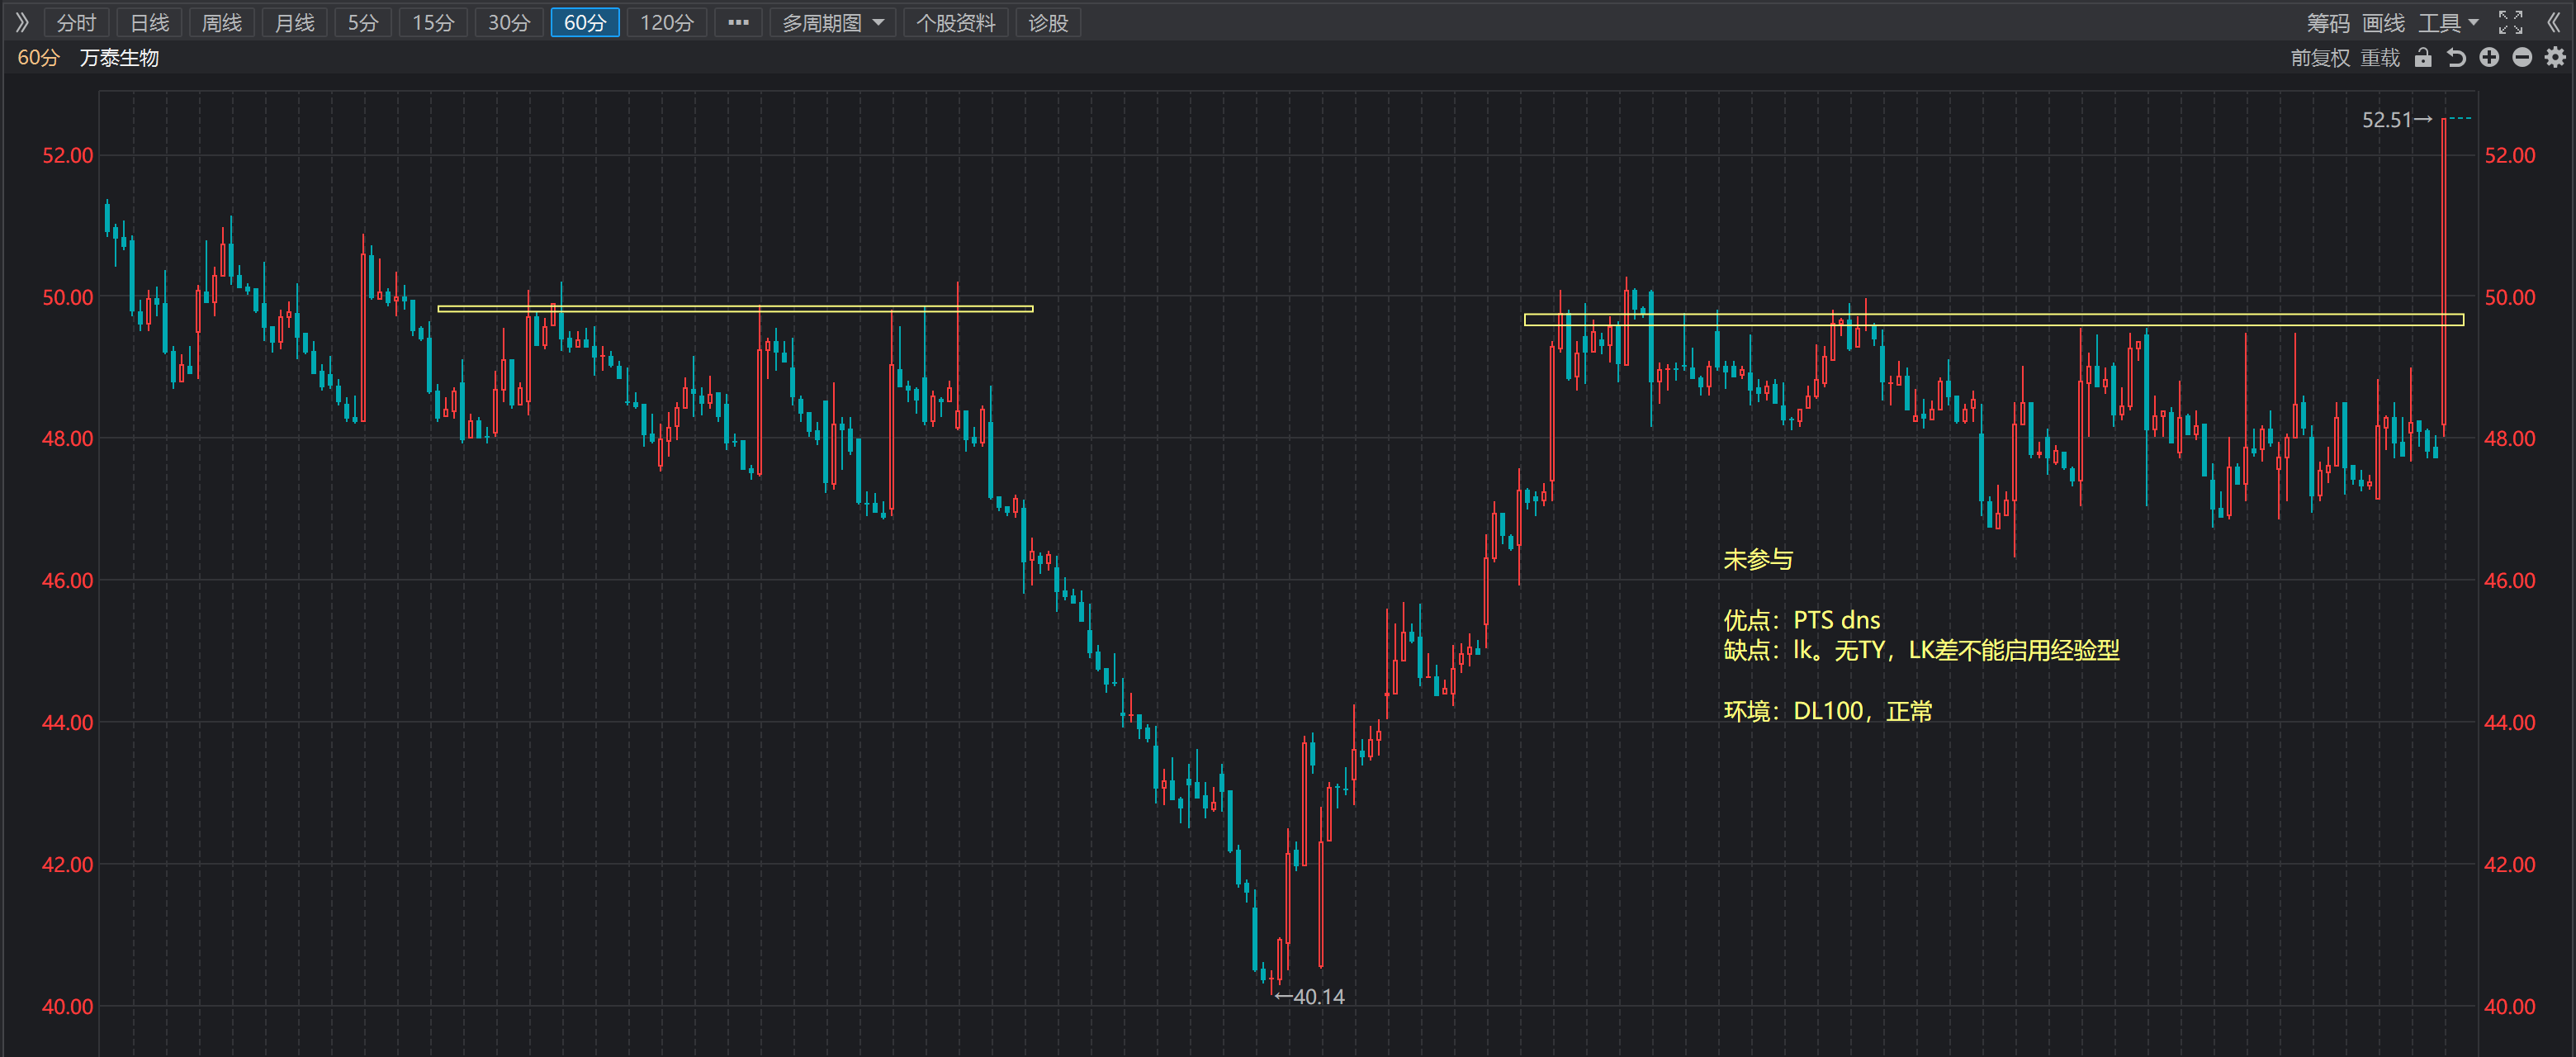 分时 日线 周线 月线 5分 15分 30分 60分 120分 ··· 多周期图 个股资料 诊股 筹码 画线 工具
60分 万泰生物 前复权 重载
52.51→
52.00 52.00
50.00 50.00
48.00 48.00
46.00 46.00
44.00 44.00
42.00 42.00
40.00 40.00
←40.14
未参与
优点：PTS dns
缺点：lk。无TY，LK差不能启用经验型
环境：DL100，正常